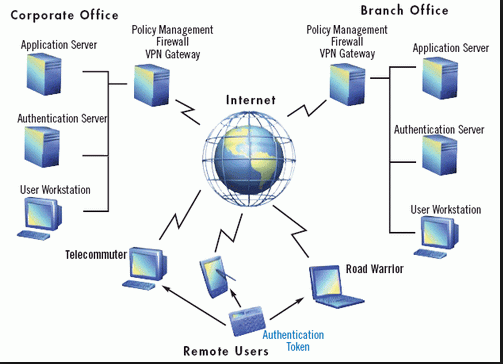 Corporate Office
Application Server
Authentication Server
User Workstation
Policy Management
Firewall
VPN Gateway
Internet
Branch Office
Policy Management
Firewall
VPN Gateway
Application Server
Authentication Server
User Workstation
Telecommuter
Road Warrior
Authentication
Token
Remote Users